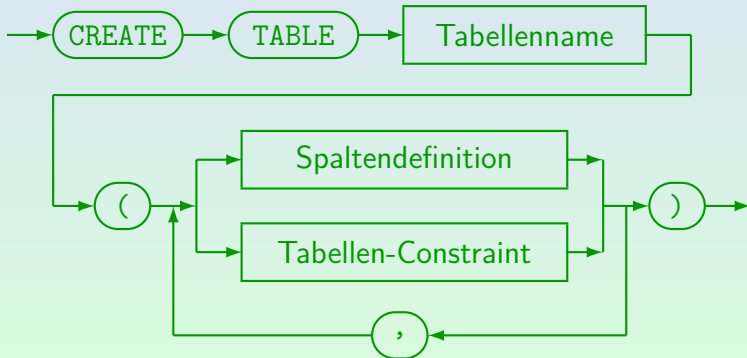 CREATE TABLE Tabellenname
Spaltendefinition
( )
Tabellen-Constraint
,